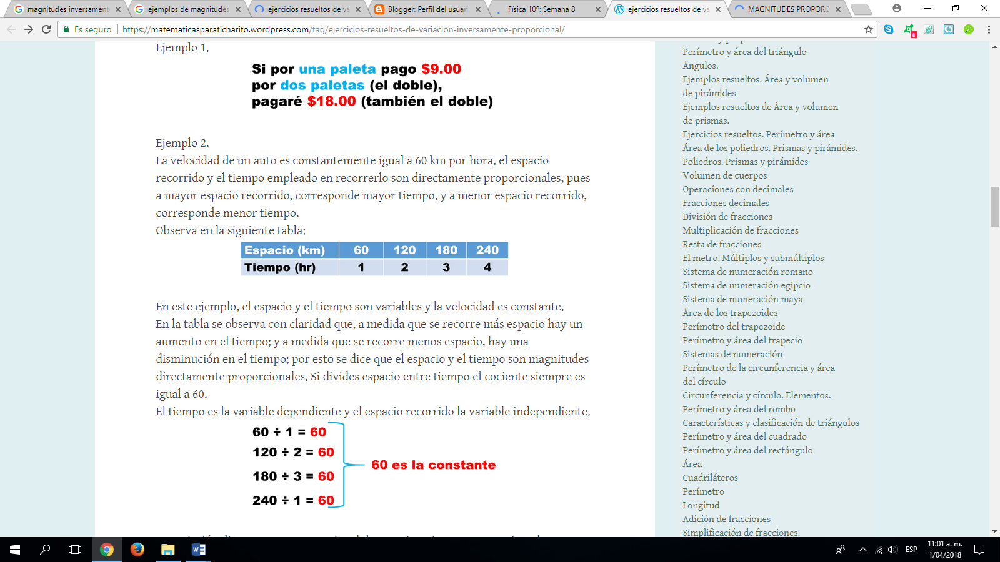 magnitudes inversament
ejemplos de magnitudes
ejercicios resueltos de va
Blogger: Perfil del usuari
Física 10º: Semana 8
ejercicios resueltos de va
MAGNITUDES PROPORC
Es seguro
https://matematicasparaticharito.wordpress.com/tag/ejercicios-resueltos-de-variacion-inversamente-proporcional/
8
Ejemplo 1.
Si por una paleta pago $9.00
por dos paletas (el doble),
pagaré $18.00 (también el doble)
Ejemplo 2.
La velocidad de un auto es constantemente igual a 60 km por hora, el espacio
recorrido y el tiempo empleado en recorrerlo son directamente proporcionales, pues
a mayor espacio recorrido, corresponde mayor tiempo, y a menor espacio recorrido,
corresponde menor tiempo.
Observa en la siguiente tabla:
Espacio (km) 60 120 180 240
Tiempo (hr) 1 2 3 4
En este ejemplo, el espacio y el tiempo son variables y la velocidad es constante.
En la tabla se observa con claridad que, a medida que se recorre más espacio hay un
aumento en el tiempo; y a medida que se recorre menos espacio, hay una
disminución en el tiempo; por esto se dice que el espacio y el tiempo son magnitudes
directamente proporcionales. Si divides espacio entre tiempo el cociente siempre es
igual a 60.
El tiempo es la variable dependiente y el espacio recorrido la variable independiente.
60 ÷ 1 = 60
120 ÷ 2 = 60
180 ÷ 3 = 60
240 ÷ 1 = 60
60 es la constante
Perímetro y área del triángulo
Ángulos.
Ejemplos resueltos. Área y volumen
de pirámides
Ejemplos resueltos de Área y volumen
de prismas.
Ejercicios resueltos. Perímetro y área
Área de los poliedros. Prismas y pirámides.
Poliedros. Prismas y pirámides
Volumen de cuerpos
Operaciones con decimales
Fracciones decimales
División de fracciones
Multiplicación de fracciones
Resta de fracciones
El metro. Múltiplos y submúltiplos
Sistema de numeración romano
Sistema de numeración egipcio
Sistema de numeración maya
Área de los trapezoides
Perímetro del trapezoide
Perímetro y área del trapecio
Sistemas de numeración
Perímetro de la circunferencia y área
del círculo
Circunferencia y círculo. Elementos.
Perímetro y área del rombo
Características y clasificación de triángulos
Perímetro y área del cuadrado
Perímetro y área del rectángulo
Área
Cuadriláteros
Perímetro
Longitud
Adición de fracciones
Simplificación de fracciones.
ESP
11:01 a. m.
1/04/2018